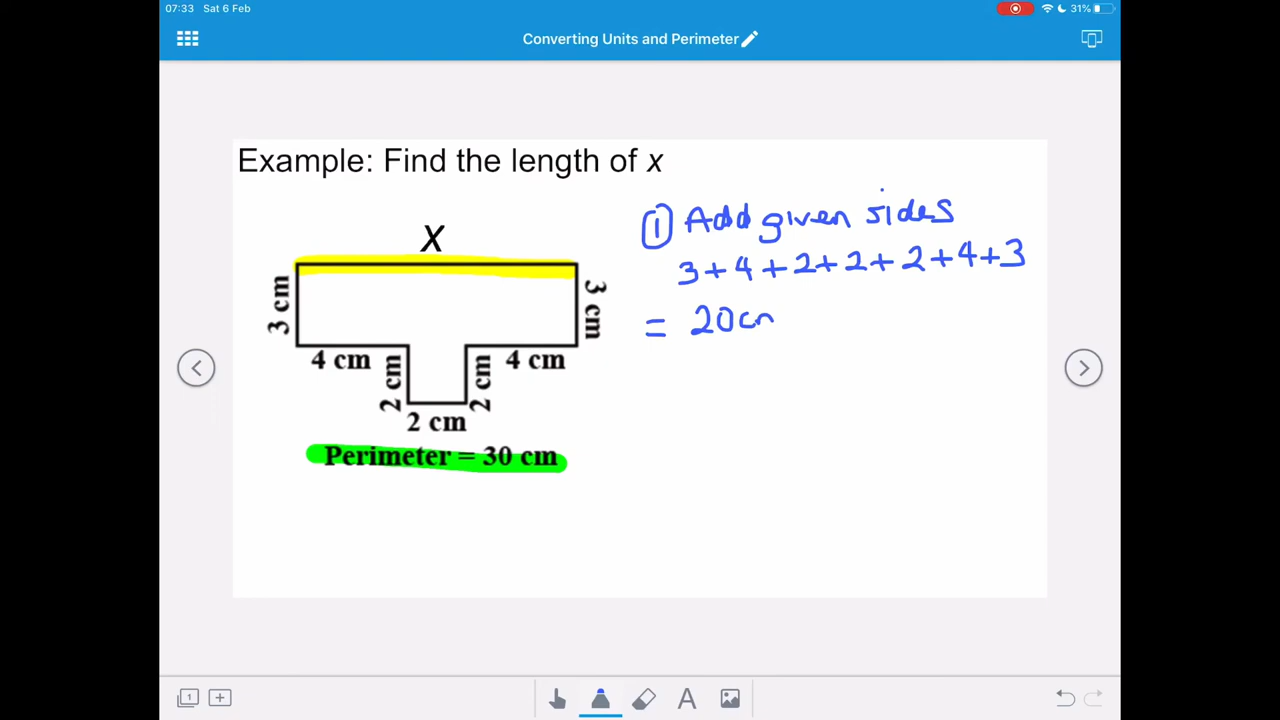 07:33 Sat 6 Feb
31%
Converting Units and Perimeter
Example: Find the length of x
x
3 cm
3 cm
4 cm
2 cm
2 cm
4 cm
2 cm
Perimeter = 30 cm
① Add given sides
3+4+2+2+2+4+3
= 20cm
1
A